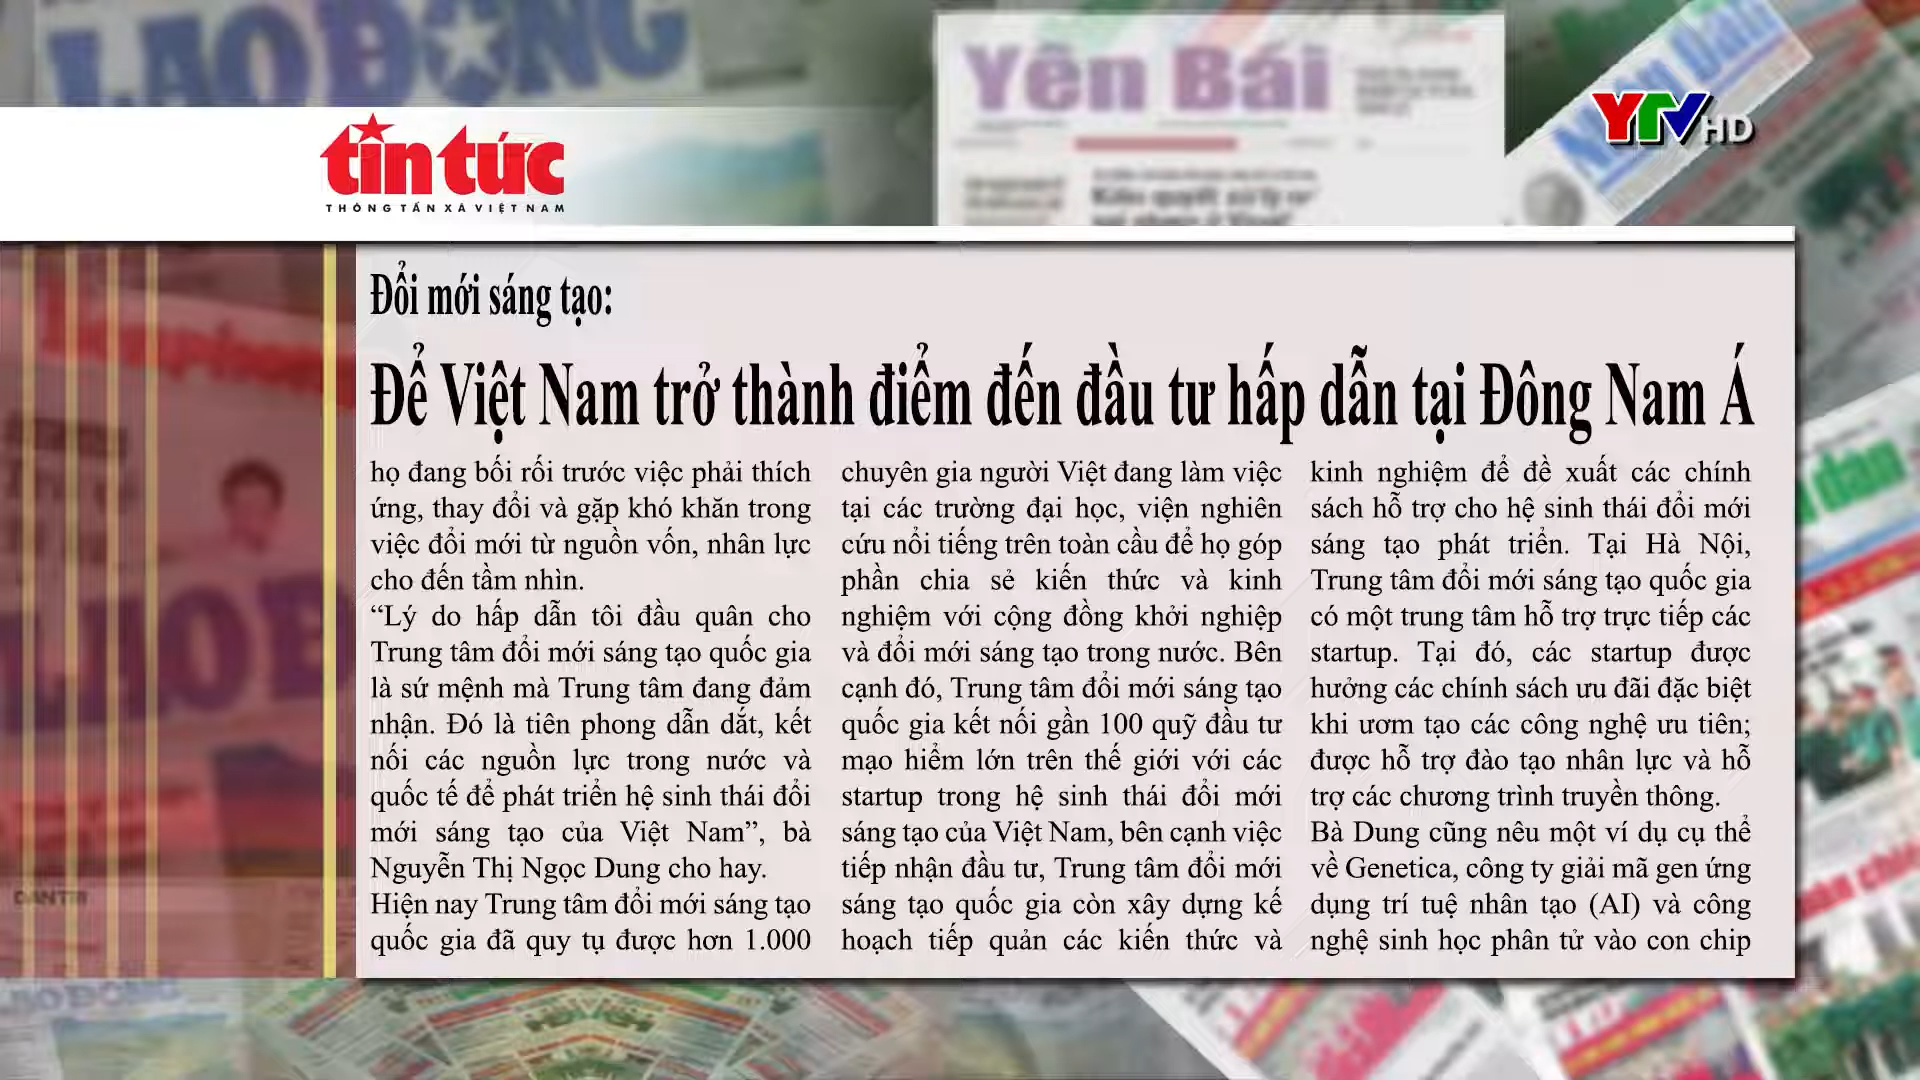 LAO ĐỘNG
Yên Bái
Nhân Dân
YTV HD
tin tức
THÔNG TẤN XÃ VIỆT NAM
Đổi mới sáng tạo:
Để Việt Nam trở thành điểm đến đầu tư hấp dẫn tại Đông Nam Á
họ đang bối rối trước việc phải thích
ứng, thay đổi và gặp khó khăn trong
việc đổi mới từ nguồn vốn, nhân lực
cho đến tầm nhìn.
“Lý do hấp dẫn tôi đầu quân cho
Trung tâm đổi mới sáng tạo quốc gia
là sứ mệnh mà Trung tâm đang đảm
nhận. Đó là tiên phong dẫn dắt, kết
nối các nguồn lực trong nước và
quốc tế để phát triển hệ sinh thái đổi
mới sáng tạo của Việt Nam”, bà
Nguyễn Thị Ngọc Dung cho hay.
Hiện nay Trung tâm đổi mới sáng tạo
quốc gia đã quy tụ được hơn 1.000
chuyên gia người Việt đang làm việc
tại các trường đại học, viện nghiên
cứu nổi tiếng trên toàn cầu để họ góp
phần chia sẻ kiến thức và kinh
nghiệm với cộng đồng khởi nghiệp
và đổi mới sáng tạo trong nước. Bên
cạnh đó, Trung tâm đổi mới sáng tạo
quốc gia kết nối gần 100 quỹ đầu tư
mạo hiểm lớn trên thế giới với các
startup trong hệ sinh thái đổi mới
sáng tạo của Việt Nam, bên cạnh việc
tiếp nhận đầu tư, Trung tâm đổi mới
sáng tạo quốc gia còn xây dựng kế
hoạch tiếp quản các kiến thức và
kinh nghiệm để đề xuất các chính
sách hỗ trợ cho hệ sinh thái đổi mới
sáng tạo phát triển. Tại Hà Nội,
Trung tâm đổi mới sáng tạo quốc gia
có một trung tâm hỗ trợ trực tiếp các
startup. Tại đó, các startup được
hưởng các chính sách ưu đãi đặc biệt
khi ươm tạo các công nghệ ưu tiên;
được hỗ trợ đào tạo nhân lực và hỗ
trợ các chương trình truyền thông.
Bà Dung cũng nêu một ví dụ cụ thể
về Genetica, công ty giải mã gen ứng
dụng trí tuệ nhân tạo (AI) và công
nghệ sinh học phân tử vào con chip